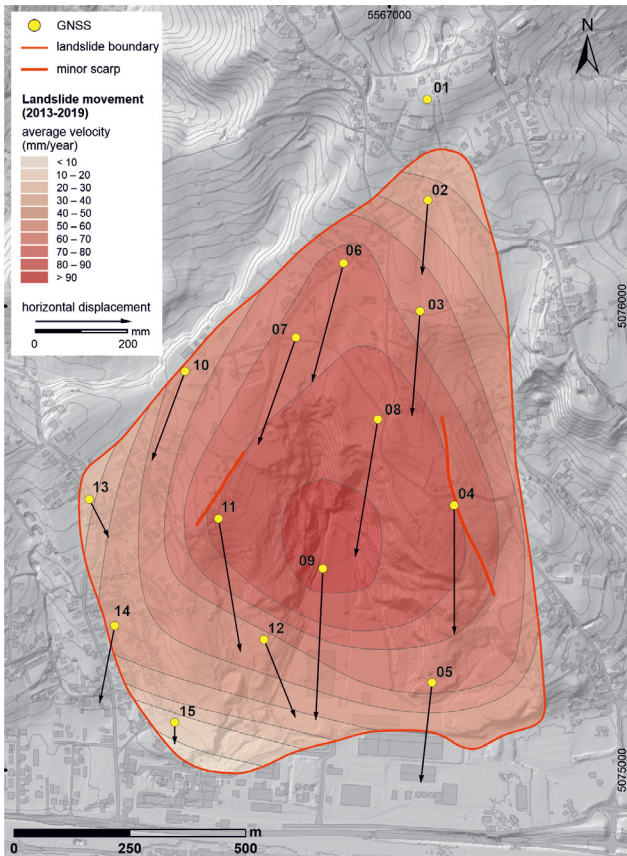 5567000
GNSS
landslide boundary
minor scarp
N
01
Landslide movement
(2013-2019)
average velocity
(mm/year)
< 10
10 – 20
20 – 30
30 – 40
40 – 50
50 – 60
60 – 70
70 – 80
80 – 90
> 90
02
06
horizontal displacement
mm
0
200
03
5076000
07
10
08
13
04
11
09
14
12
05
15
5075000
m
0
250
500